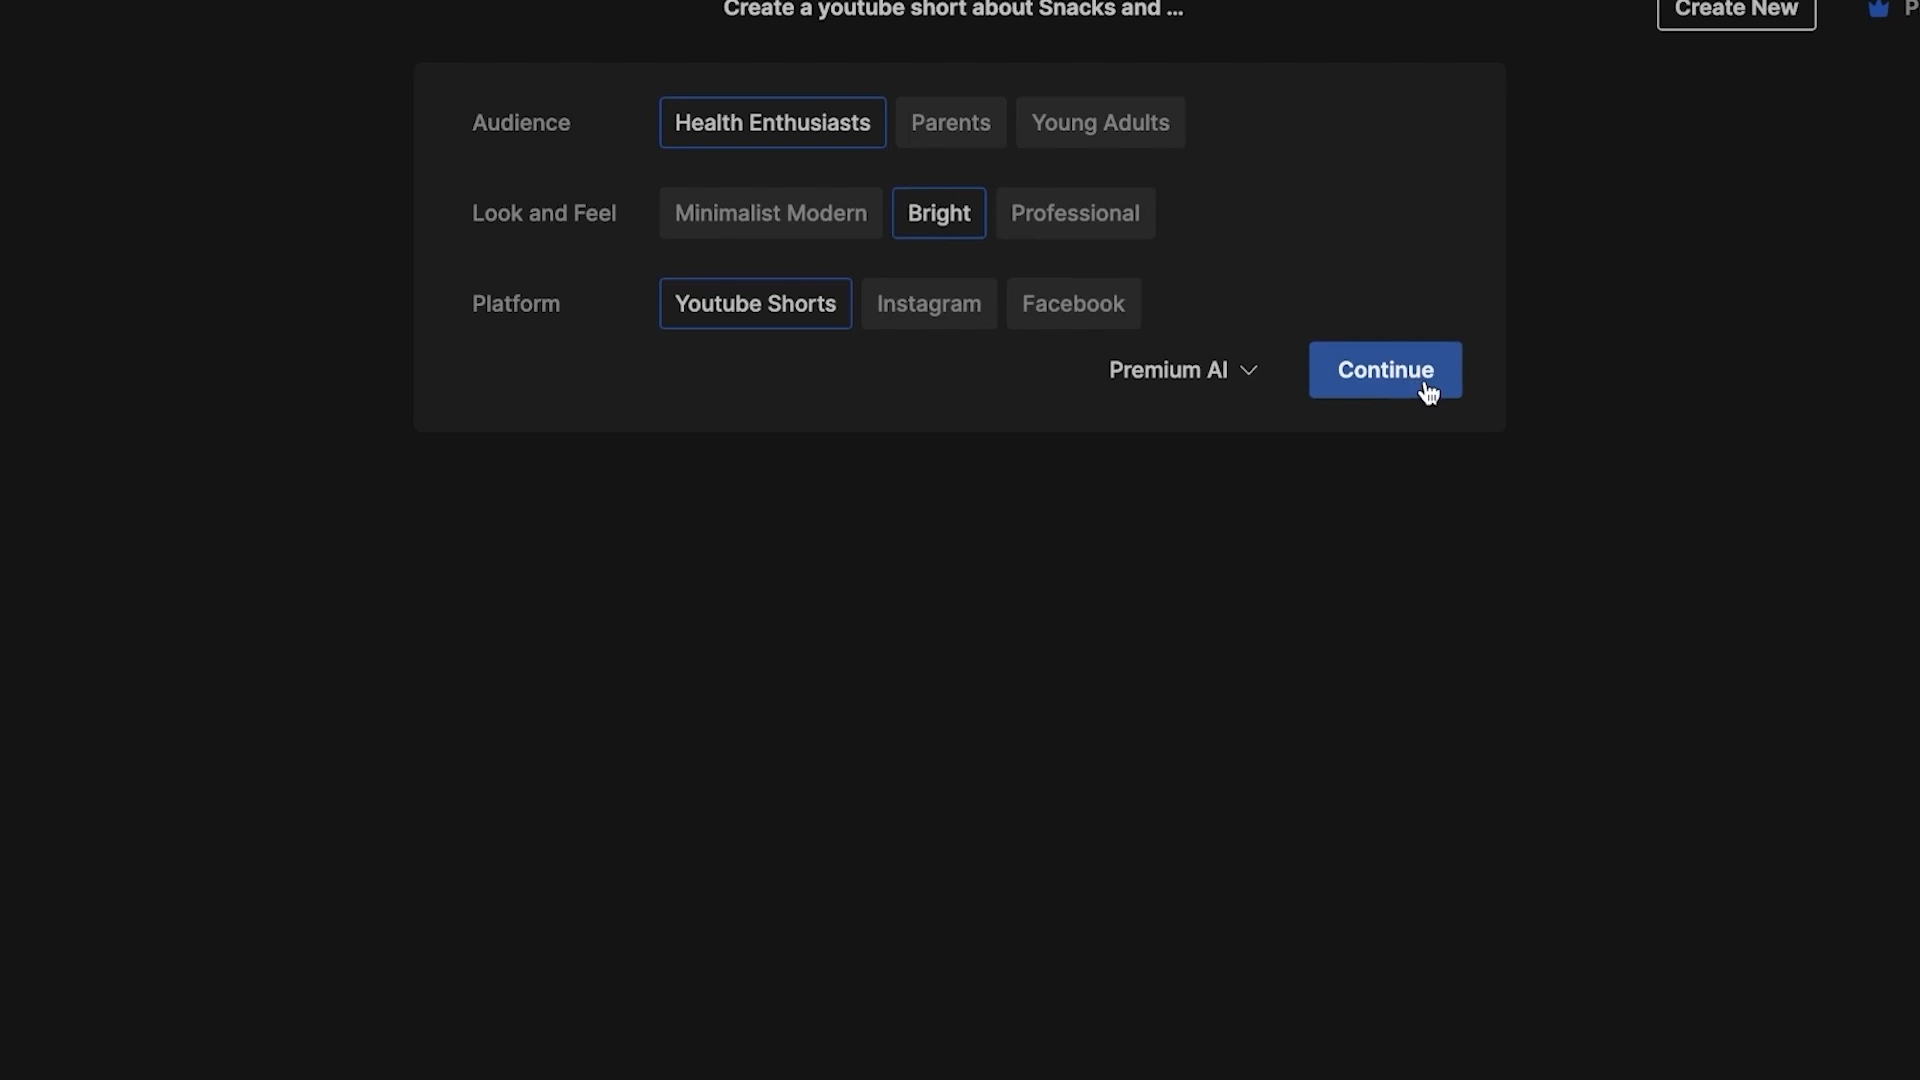 Create a youtube short about Snacks and ...
Create New
P
Audience
Health Enthusiasts
Parents
Young Adults
Look and Feel
Minimalist Modern
Bright
Professional
Platform
Youtube Shorts
Instagram
Facebook
Premium AI
Continue